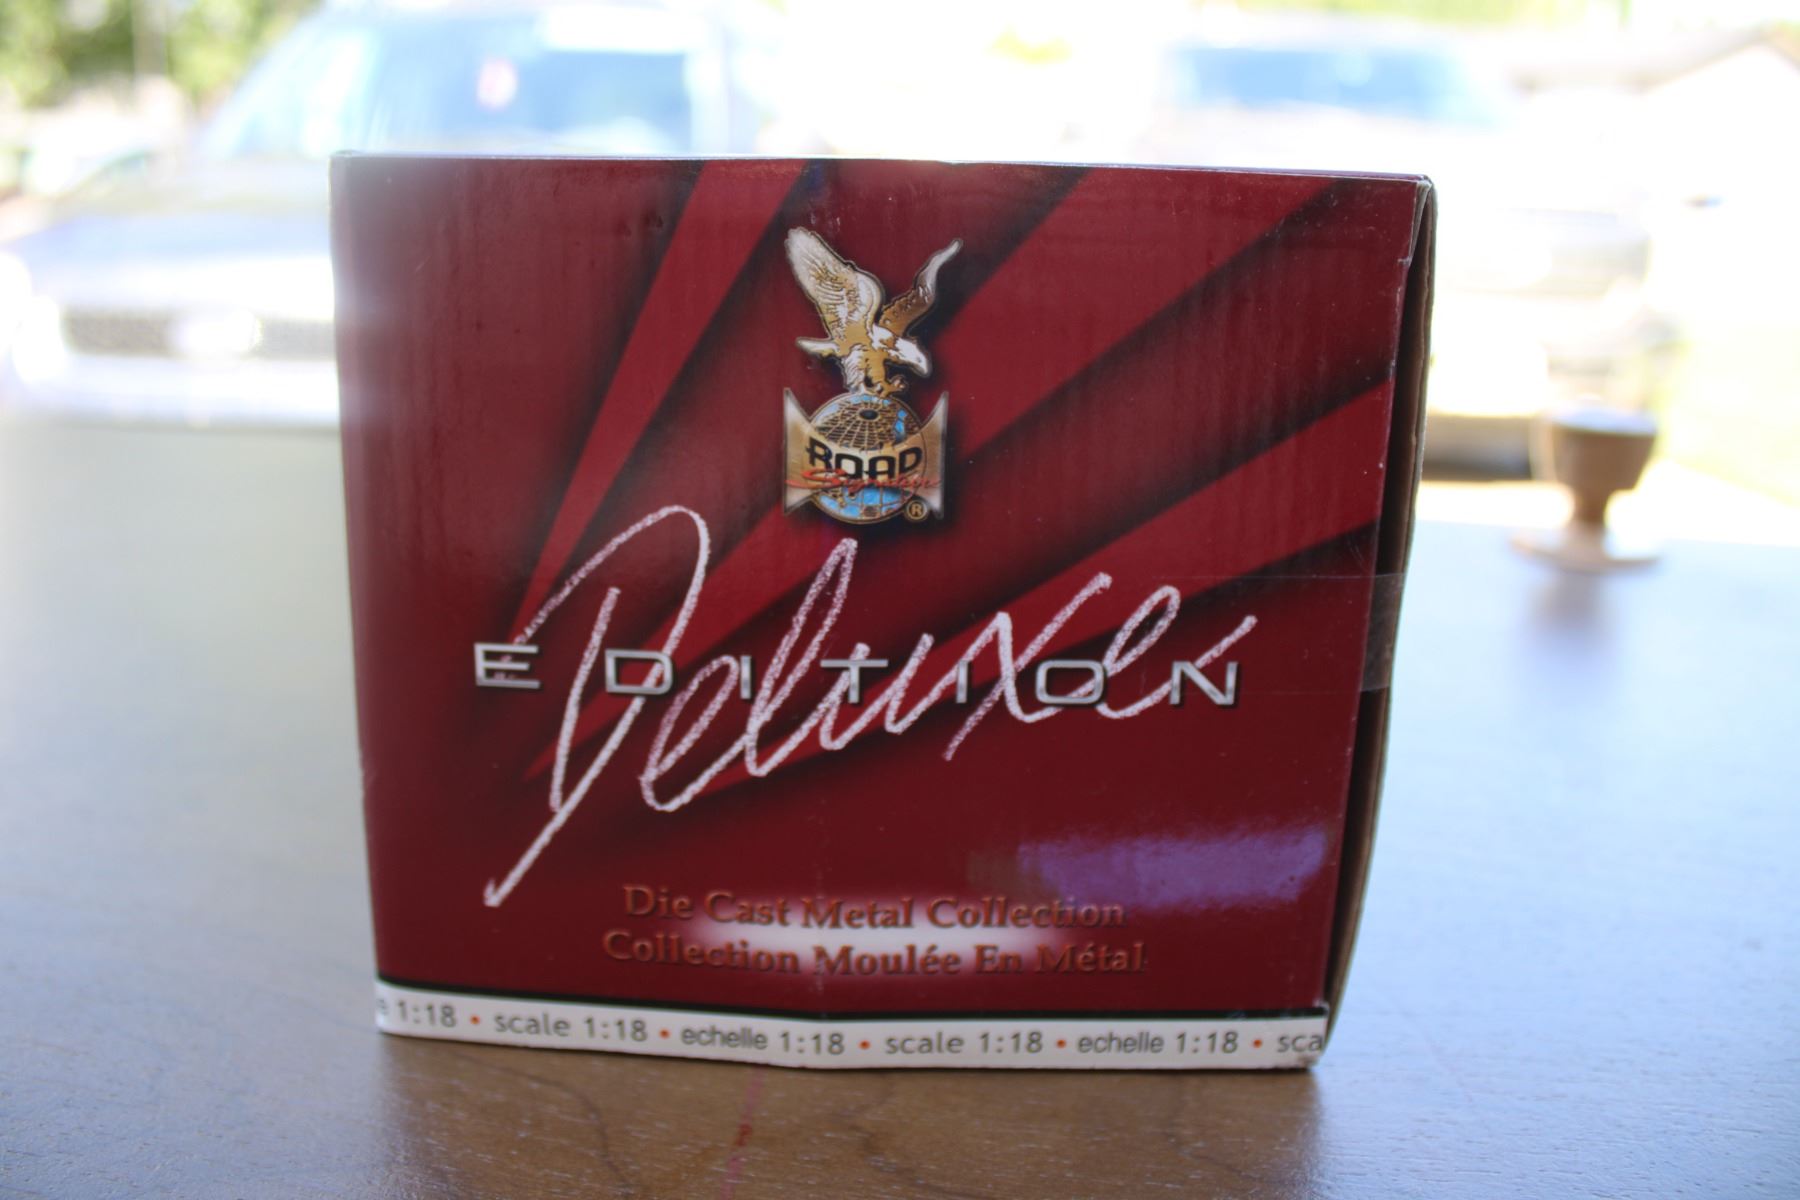 ROAD
Signature
®
Deluxe
EDITION
Die Cast Metal Collection
Collection Moulée En Métal
e 1:18 • scale 1:18 • echelle 1:18 • scale 1:18 • echelle 1:18 • sca